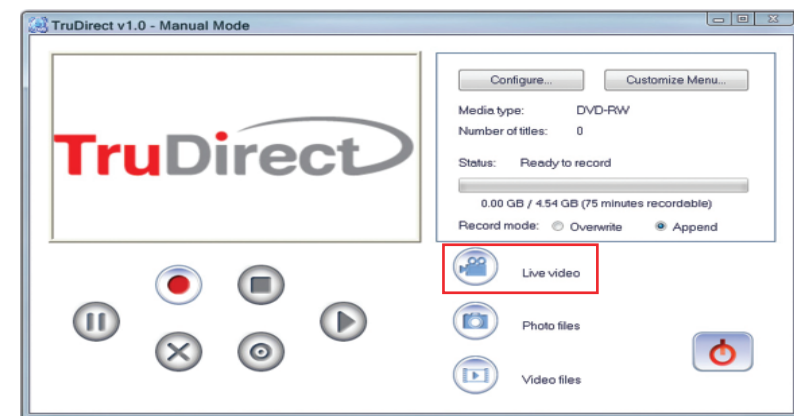 TruDirect v1.0 - Manual Mode
TruDirect
Configure...
Customize Menu...
Media type: DVD-RW
Number of titles: 0
Status: Ready to record
0.00 GB / 4.54 GB (75 minutes recordable)
Record mode: Overwrite Append
Live video
Photo files
Video files